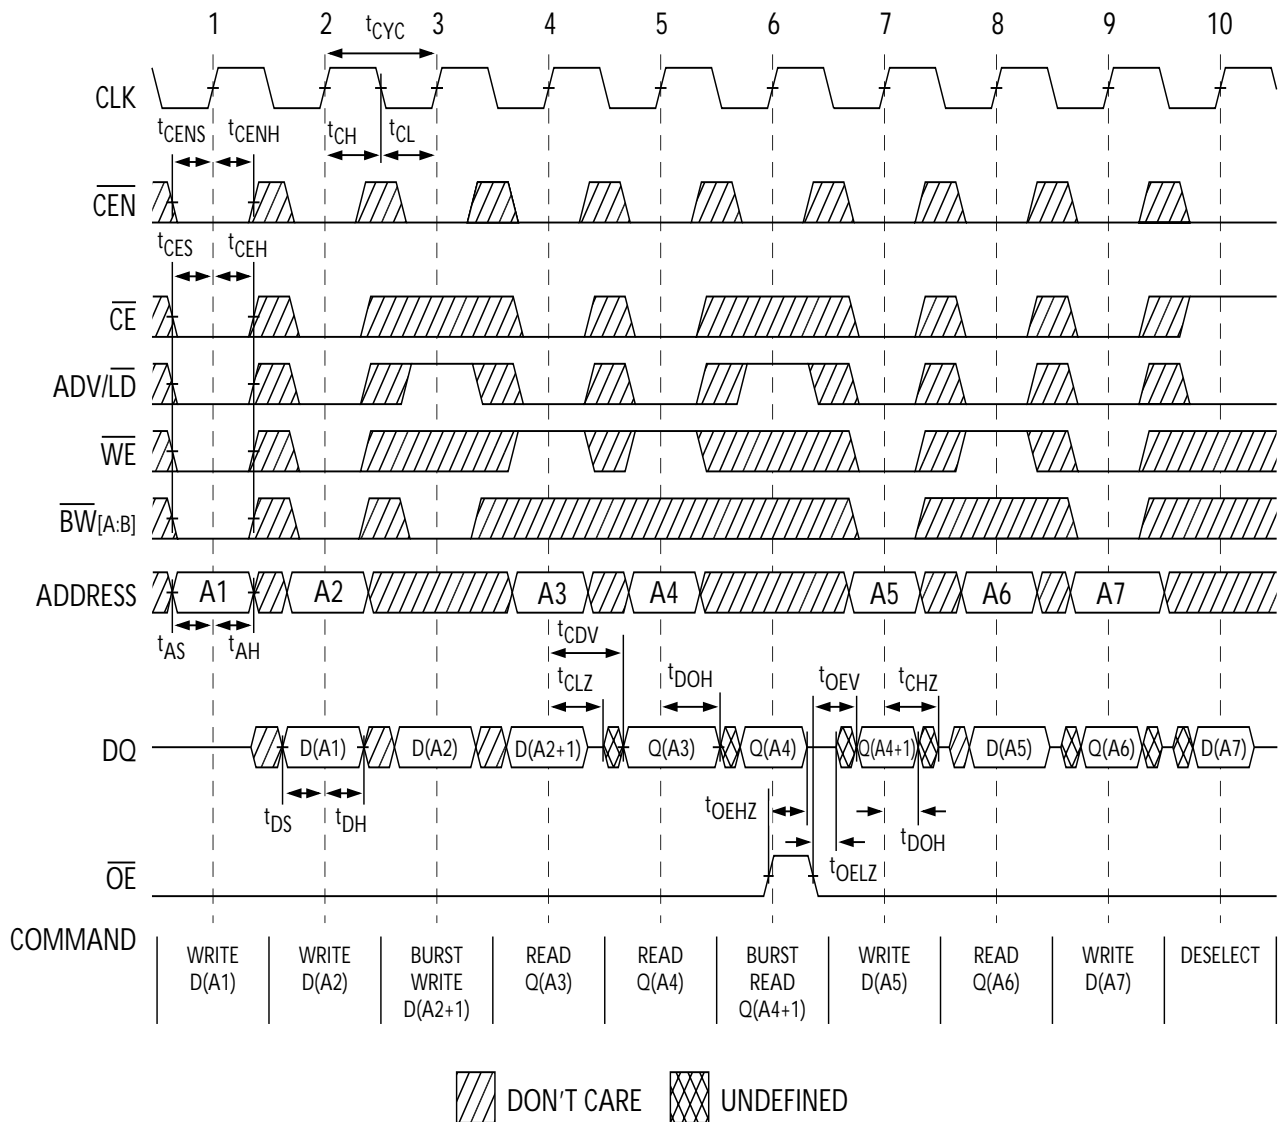 1 2 tCYC 3 4 5 6 7 8 9 10
CLK
tCENS tCENH tCH tCL
CEN
tCES tCEH
CE
ADV/LD
WE
BW[A:B]
ADDRESS A1 A2 A3 A4 A5 A6 A7
tAS tAH tCDV
tCLZ tDOH tOEV tCHZ
DQ D(A1) D(A2) D(A2+1) Q(A3) Q(A4) Q(A4+1) D(A5) Q(A6) D(A7)
tDS tDH tOEHZ tDOH
tOELZ
OE
COMMAND
WRITE WRITE BURST READ READ BURST WRITE READ WRITE DESELECT
D(A1) D(A2) WRITE Q(A3) Q(A4) READ D(A5) Q(A6) D(A7)
D(A2+1) Q(A4+1)
DON'T CARE UNDEFINED